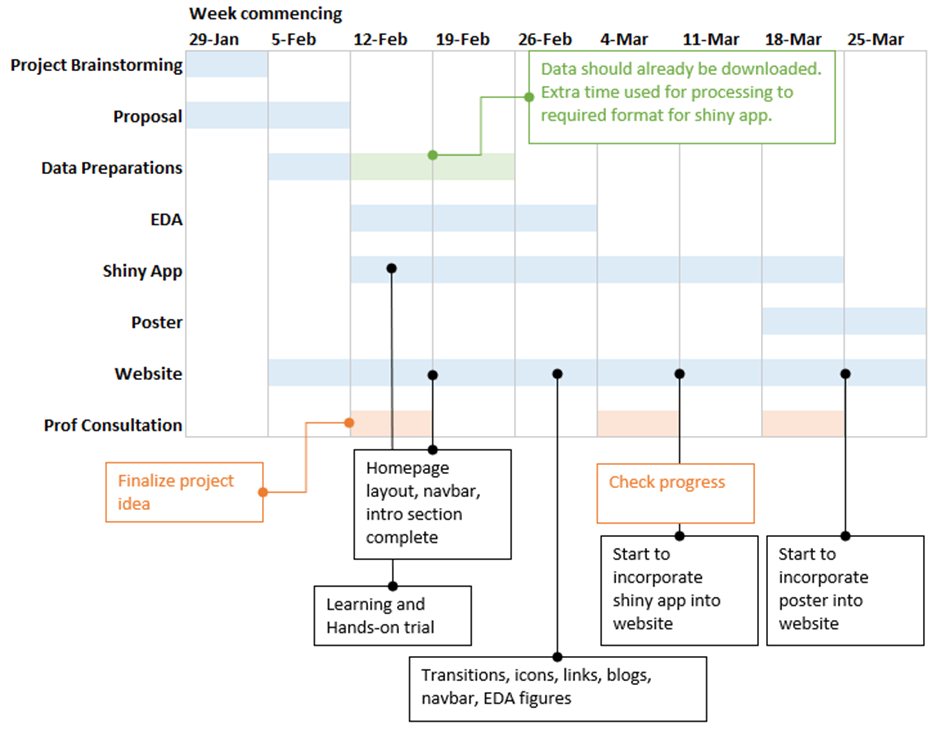 Week commencing
29-Jan 5-Feb 12-Feb 19-Feb 26-Feb 4-Mar 11-Mar 18-Mar 25-Mar
Project Brainstorming
Data should already be downloaded.
Extra time used for processing to
required format for shiny app.
Proposal
Data Preparations
EDA
Shiny App
Poster
Website
Prof Consultation
Finalize project
idea
Homepage
layout, navbar,
intro section
complete
Check progress
Learning and
Hands-on trial
Start to
incorporate
shiny app into
website
Start to
incorporate
poster into
website
Transitions, icons, links, blogs,
navbar, EDA figures